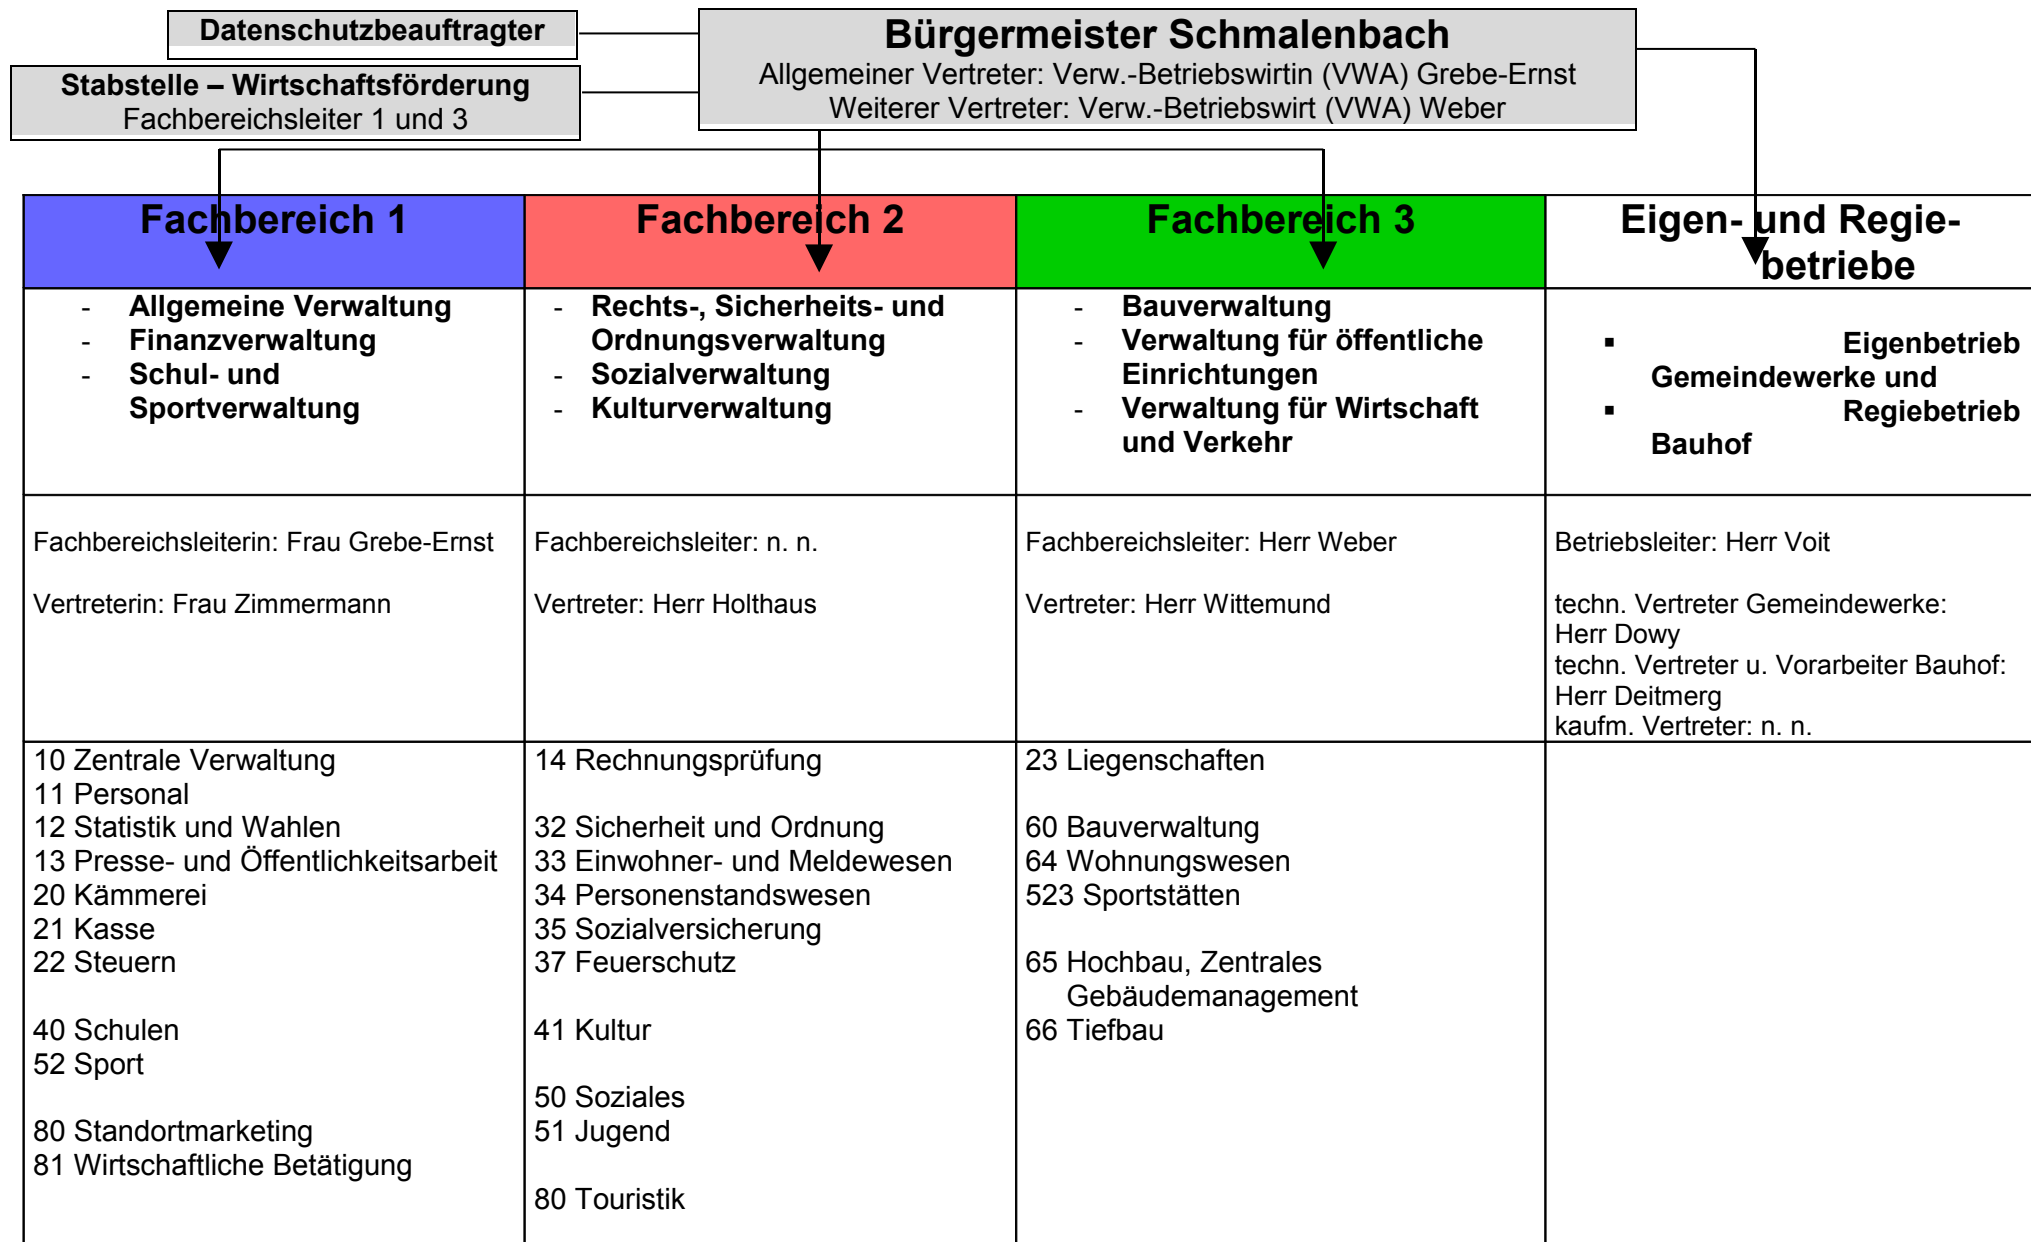 Datenschutzbeauftragter
Stabstelle – Wirtschaftsförderung
Fachbereichsleiter 1 und 3
Bürgermeister Schmalenbach
Allgemeiner Vertreter: Verw.-Betriebswirtin (VWA) Grebe-Ernst
Weiterer Vertreter: Verw.-Betriebswirt (VWA) Weber
Fachbereich 1
Fachbereich 2
Fachbereich 3
Eigen- und Regie-
betriebe
- Allgemeine Verwaltung
- Finanzverwaltung
- Schul- und
Sportverwaltung
- Rechts-, Sicherheits- und
Ordnungsverwaltung
- Sozialverwaltung
- Kulturverwaltung
- Bauverwaltung
- Verwaltung für öffentliche
Einrichtungen
- Verwaltung für Wirtschaft
und Verkehr
▪ Eigenbetrieb
Gemeindewerke und
▪ Regiebetrieb
Bauhof
Fachbereichsleiterin: Frau Grebe-Ernst
Vertreterin: Frau Zimmermann
Fachbereichsleiter: n. n.
Vertreter: Herr Holthaus
Fachbereichsleiter: Herr Weber
Vertreter: Herr Wittemund
Betriebsleiter: Herr Voit
techn. Vertreter Gemeindewerke:
Herr Dowy
techn. Vertreter u. Vorarbeiter Bauhof:
Herr Deitmerg
kaufm. Vertreter: n. n.
10 Zentrale Verwaltung
11 Personal
12 Statistik und Wahlen
13 Presse- und Öffentlichkeitsarbeit
20 Kämmerei
21 Kasse
22 Steuern
40 Schulen
52 Sport
80 Standortmarketing
81 Wirtschaftliche Betätigung
14 Rechnungsprüfung
32 Sicherheit und Ordnung
33 Einwohner- und Meldewesen
34 Personenstandswesen
35 Sozialversicherung
37 Feuerschutz
41 Kultur
50 Soziales
51 Jugend
80 Touristik
23 Liegenschaften
60 Bauverwaltung
64 Wohnungswesen
523 Sportstätten
65 Hochbau, Zentrales
Gebäudemanagement
66 Tiefbau